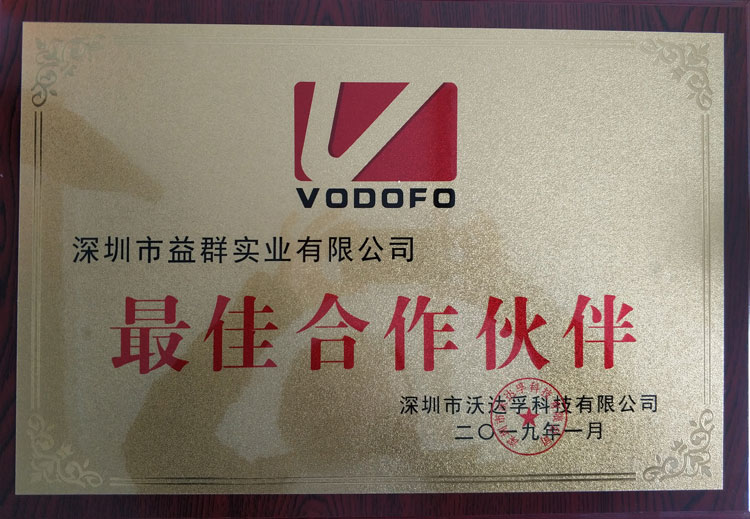 VODOFO
深圳市益群实业有限公司
最佳合作伙伴
深圳市沃达孚科技有限公司
二〇一九年一月